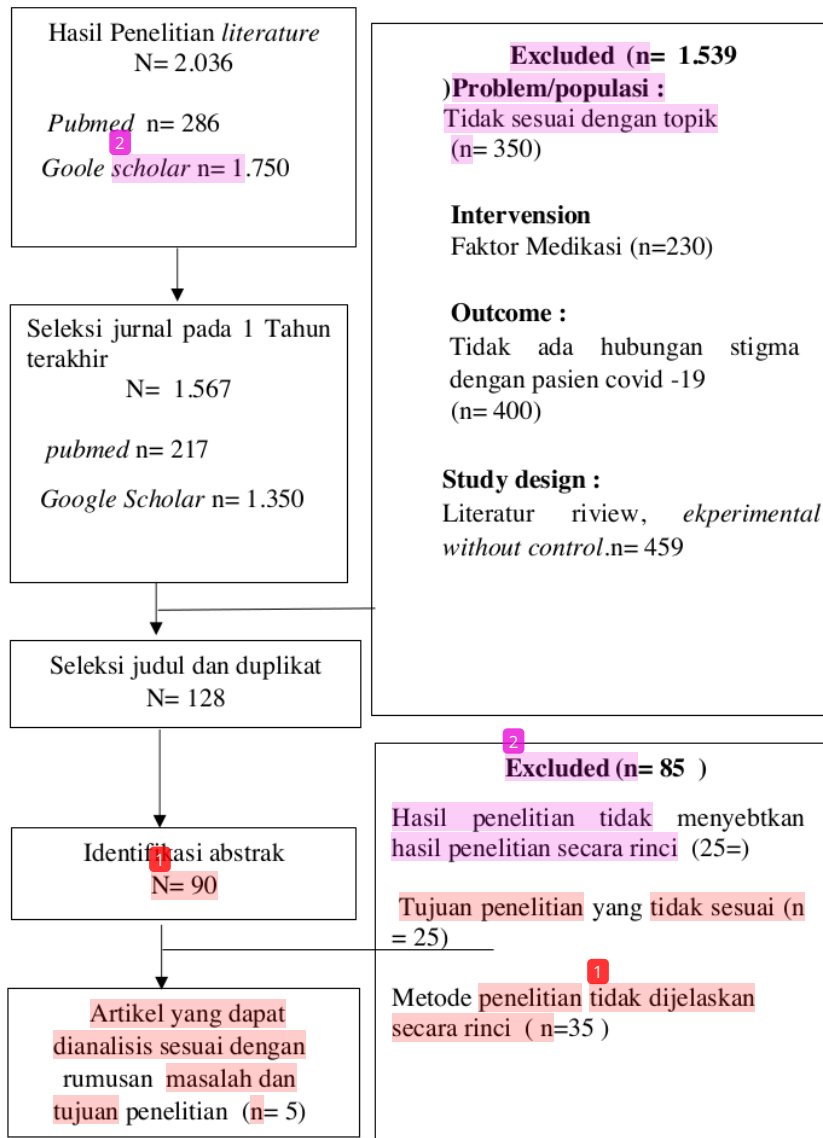 Hasil Penelitian literature
N= 2.036
Pubmed n= 286
2
Goole scholar n= 1.750
Seleksi jurnal pada 1 Tahun
terakhir
N= 1.567
pubmed n= 217
Google Scholar n= 1.350
Seleksi judul dan duplikat
N= 128
Identifikasi abstrak
1
N= 90
Artikel yang dapat
dianalisis sesuai dengan
rumusan masalah dan
tujuan penelitian (n= 5)
Excluded (n= 1.539
)Problem/populasi :
Tidak sesuai dengan topik
(n= 350)
Intervension
Faktor Medikasi (n=230)
Outcome :
Tidak ada hubungan stigma
dengan pasien covid -19
(n= 400)
Study design :
Literatur riview, ekperimental
without control.n= 459
2
Excluded (n= 85 )
Hasil penelitian tidak menyebtkan
hasil penelitian secara rinci (25=)
Tujuan penelitian yang tidak sesuai (n
= 25)
1
Metode penelitian tidak dijelaskan
secara rinci ( n=35 )